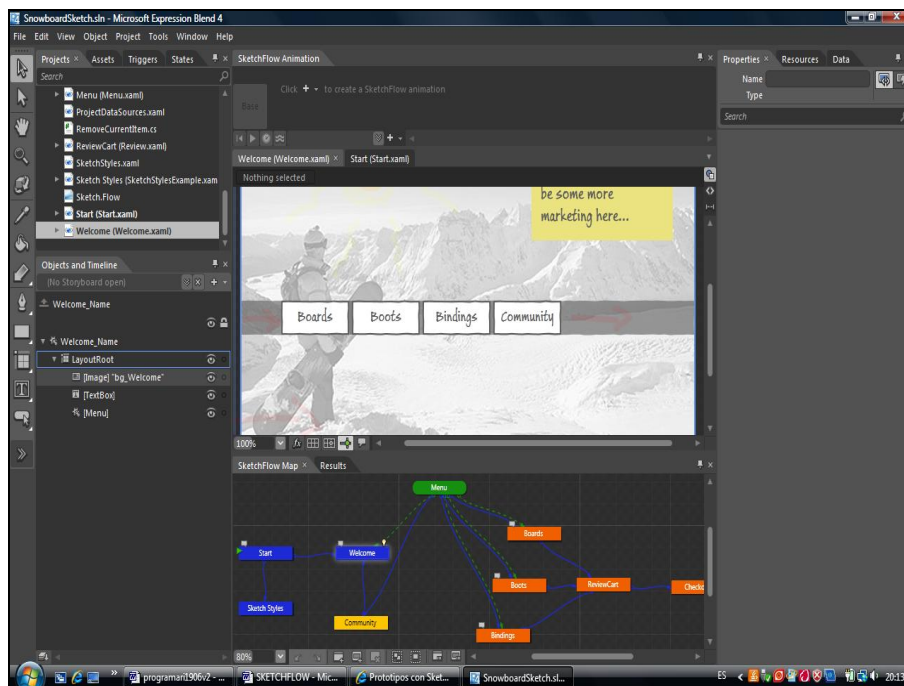 SnowboardSketch.sln - Microsoft Expression Blend 4
File Edit View Object Project Tools Window Help
Projects × Assets Triggers States
Search
Menu (Menu.xaml)
ProjectDataSources.xaml
RemoveCurrentItem.cs
ReviewCart (Review.xaml)
SketchStyles.xaml
Sketch Styles (SketchStylesExample.xam
Sketch.Flow
Start (Start.xaml)
Welcome (Welcome.xaml)
Objects and Timeline
(No Storyboard open)
Welcome_Name
Welcome_Name
LayoutRoot
[Image] "bg_Welcome"
[TextBox]
[Menu]
SketchFlow Animation
Base
Click + - to create a SketchFlow animation
Welcome (Welcome.xaml) × Start (Start.xaml)
Nothing selected
be some more
marketing here...
Boards Boots Bindings Community
100%
SketchFlow Map × Results
Menu
Boards
Start Welcome
Boots ReviewCart Checkc
Sketch Styles
Community
Bindings
80%
Properties × Resources Data
Name
Type
Search
programari1906v2 - ... SKETCHFLOW - Mic... Prototipos con Sket... SnowboardSketch.sl... ES 20:13